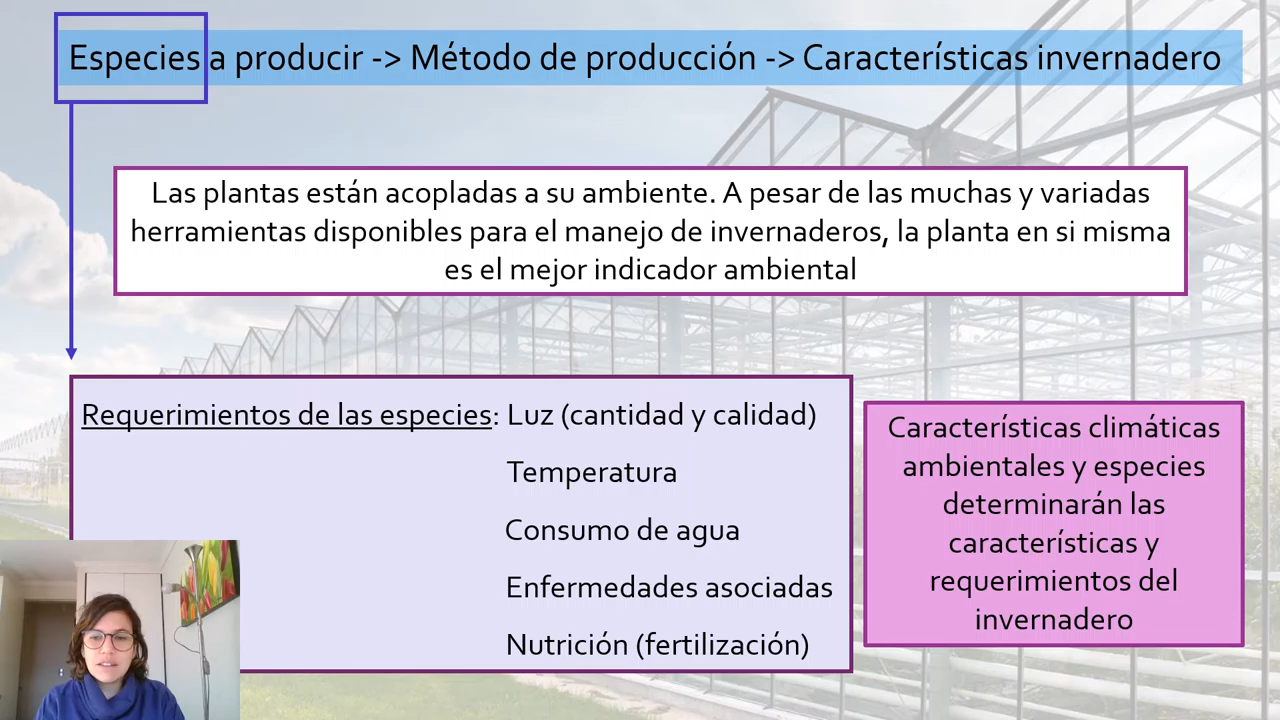 Especies a producir -> Método de producción -> Características invernadero
Las plantas están acopladas a su ambiente. A pesar de las muchas y variadas
herramientas disponibles para el manejo de invernaderos, la planta en si misma
es el mejor indicador ambiental
Requerimientos de las especies: Luz (cantidad y calidad)
Temperatura
Consumo de agua
Enfermedades asociadas
Nutrición (fertilización)
Características climáticas
ambientales y especies
determinarán las
características y
requerimientos del
invernadero